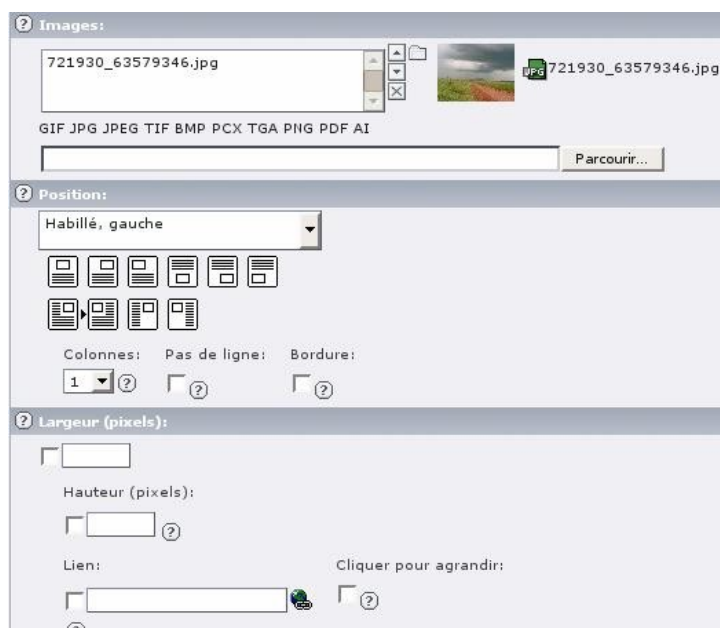 Images:
721930_63579346.jpg
JPG 721930_63579346.jpg
GIF JPG JPEG TIF BMP PCX TGA PNG PDF AI
Parcourir...
Position:
Habillé, gauche
Colonnes: Pas de ligne: Bordure:
1
Largeur (pixels):
Hauteur (pixels):
Lien: Cliquer pour agrandir: